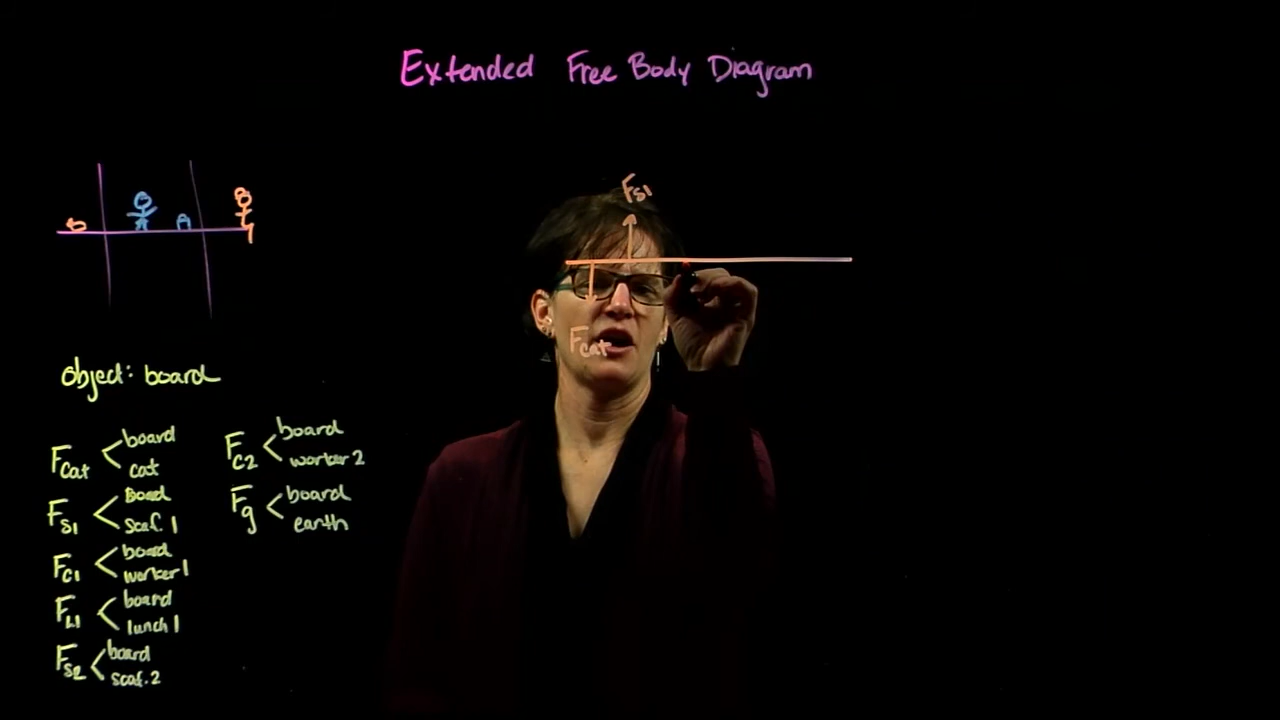 Extended Free Body Diagram
Fs1
Fcat
object: board
Fcat < board
cat
Fs1 < Board
scaf. 1
Fc1 < board
worker 1
FL1 < board
lunch 1
Fs2 < board
scaf. 2
Fc2 < board
worker 2
Fg < board
earth